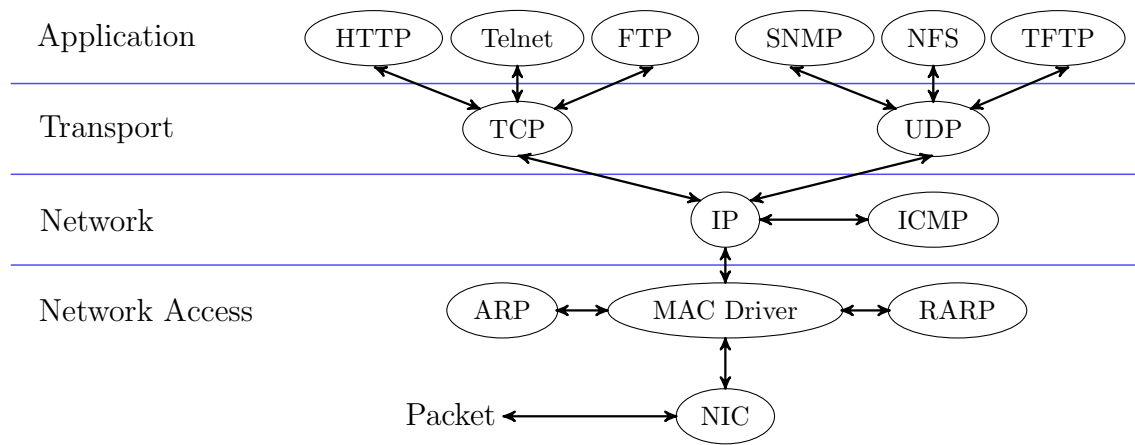 Application HTTP Telnet FTP SNMP NFS TFTP
Transport TCP UDP
Network IP ICMP
Network Access ARP MAC Driver RARP
Packet NIC